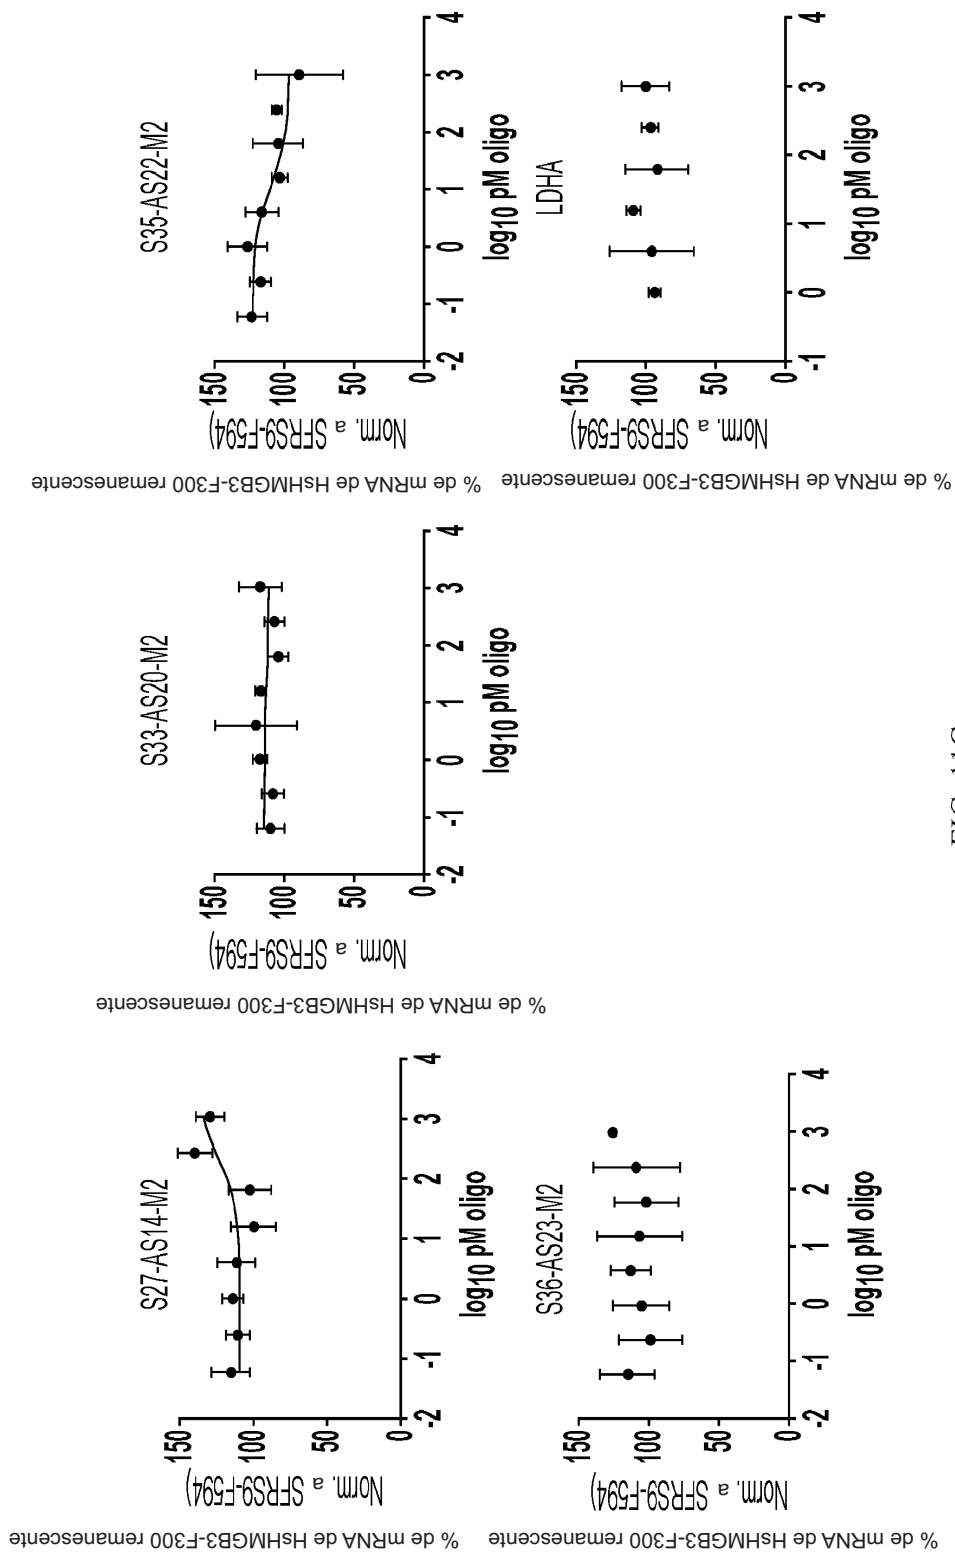 S27-AS14-M2
% de mRNA de HsHMGB3-F300 remanescente
Norm. a SFRS9-F594)
150
100
50
0
-2 -1 0 1 2 3 4
log10 pM oligo
S33-AS20-M2
% de mRNA de HsHMGB3-F300 remanescente
Norm. a SFRS9-F594)
150
100
50
0
-2 -1 0 1 2 3 4
log10 pM oligo
S35-AS22-M2
% de mRNA de HsHMGB3-F300 remanescente
Norm. a SFRS9-F594)
150
100
50
0
-2 -1 0 1 2 3 4
log10 pM oligo
S36-AS23-M2
% de mRNA de HsHMGB3-F300 remanescente
Norm. a SFRS9-F594)
150
100
50
0
-2 -1 0 1 2 3 4
log10 pM oligo
LDHA
% de mRNA de HsHMGB3-F300 remanescente
Norm. a SFRS9-F594)
150
100
50
0
-1 0 1 2 3 4
log10 pM oligo